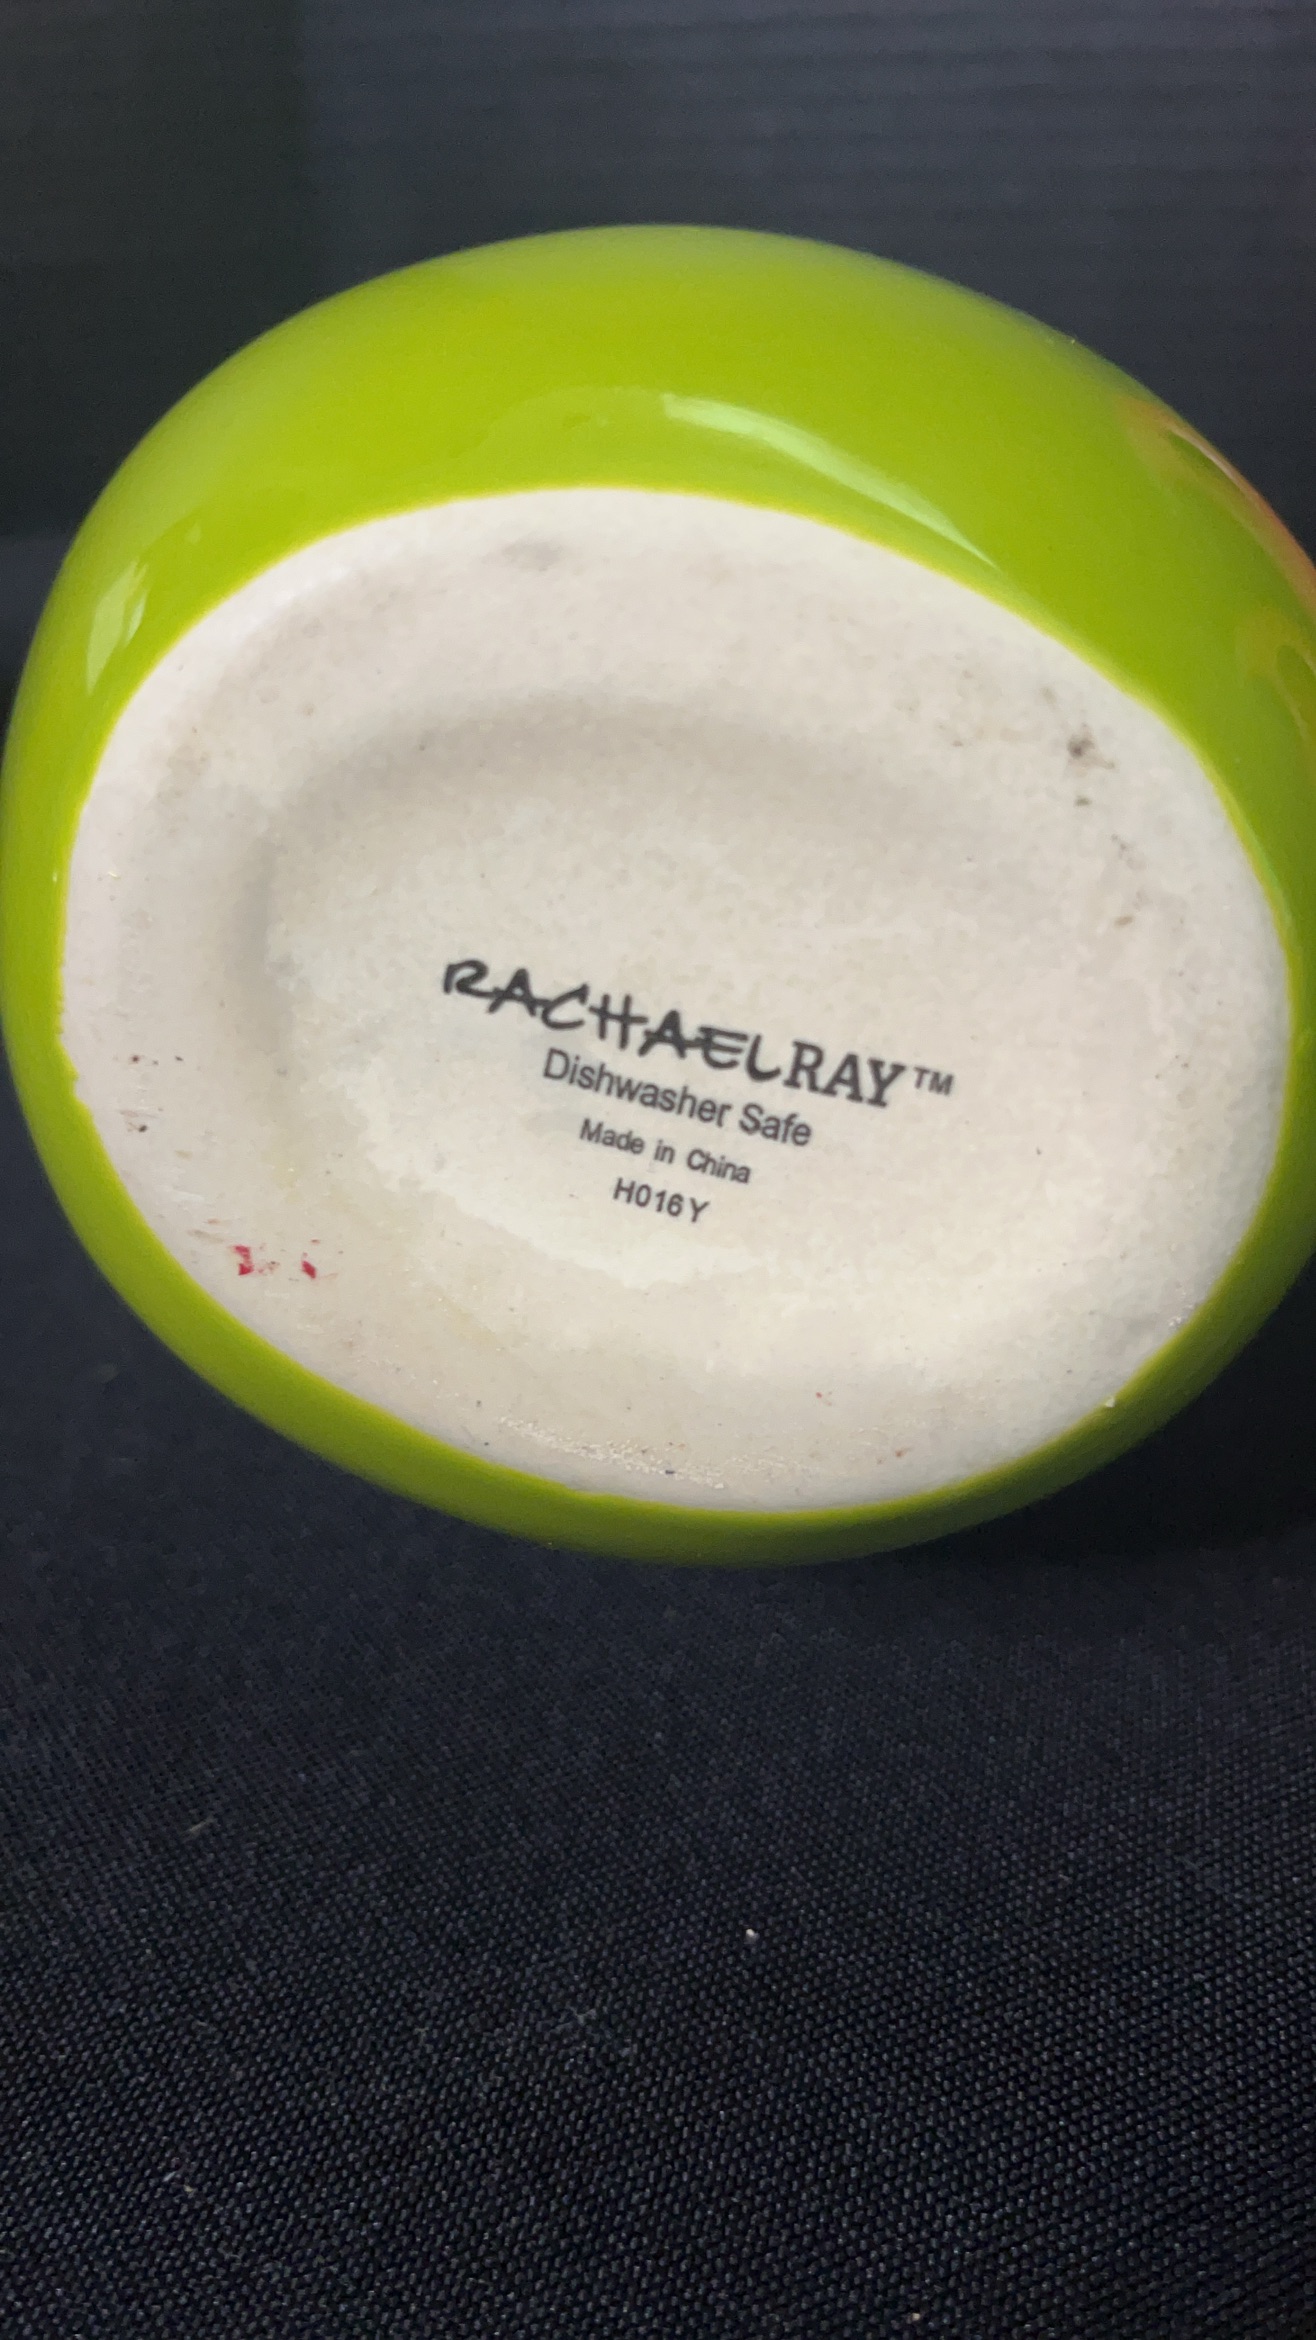 RACHAELRAY™
Dishwasher Safe
Made in China
H016Y